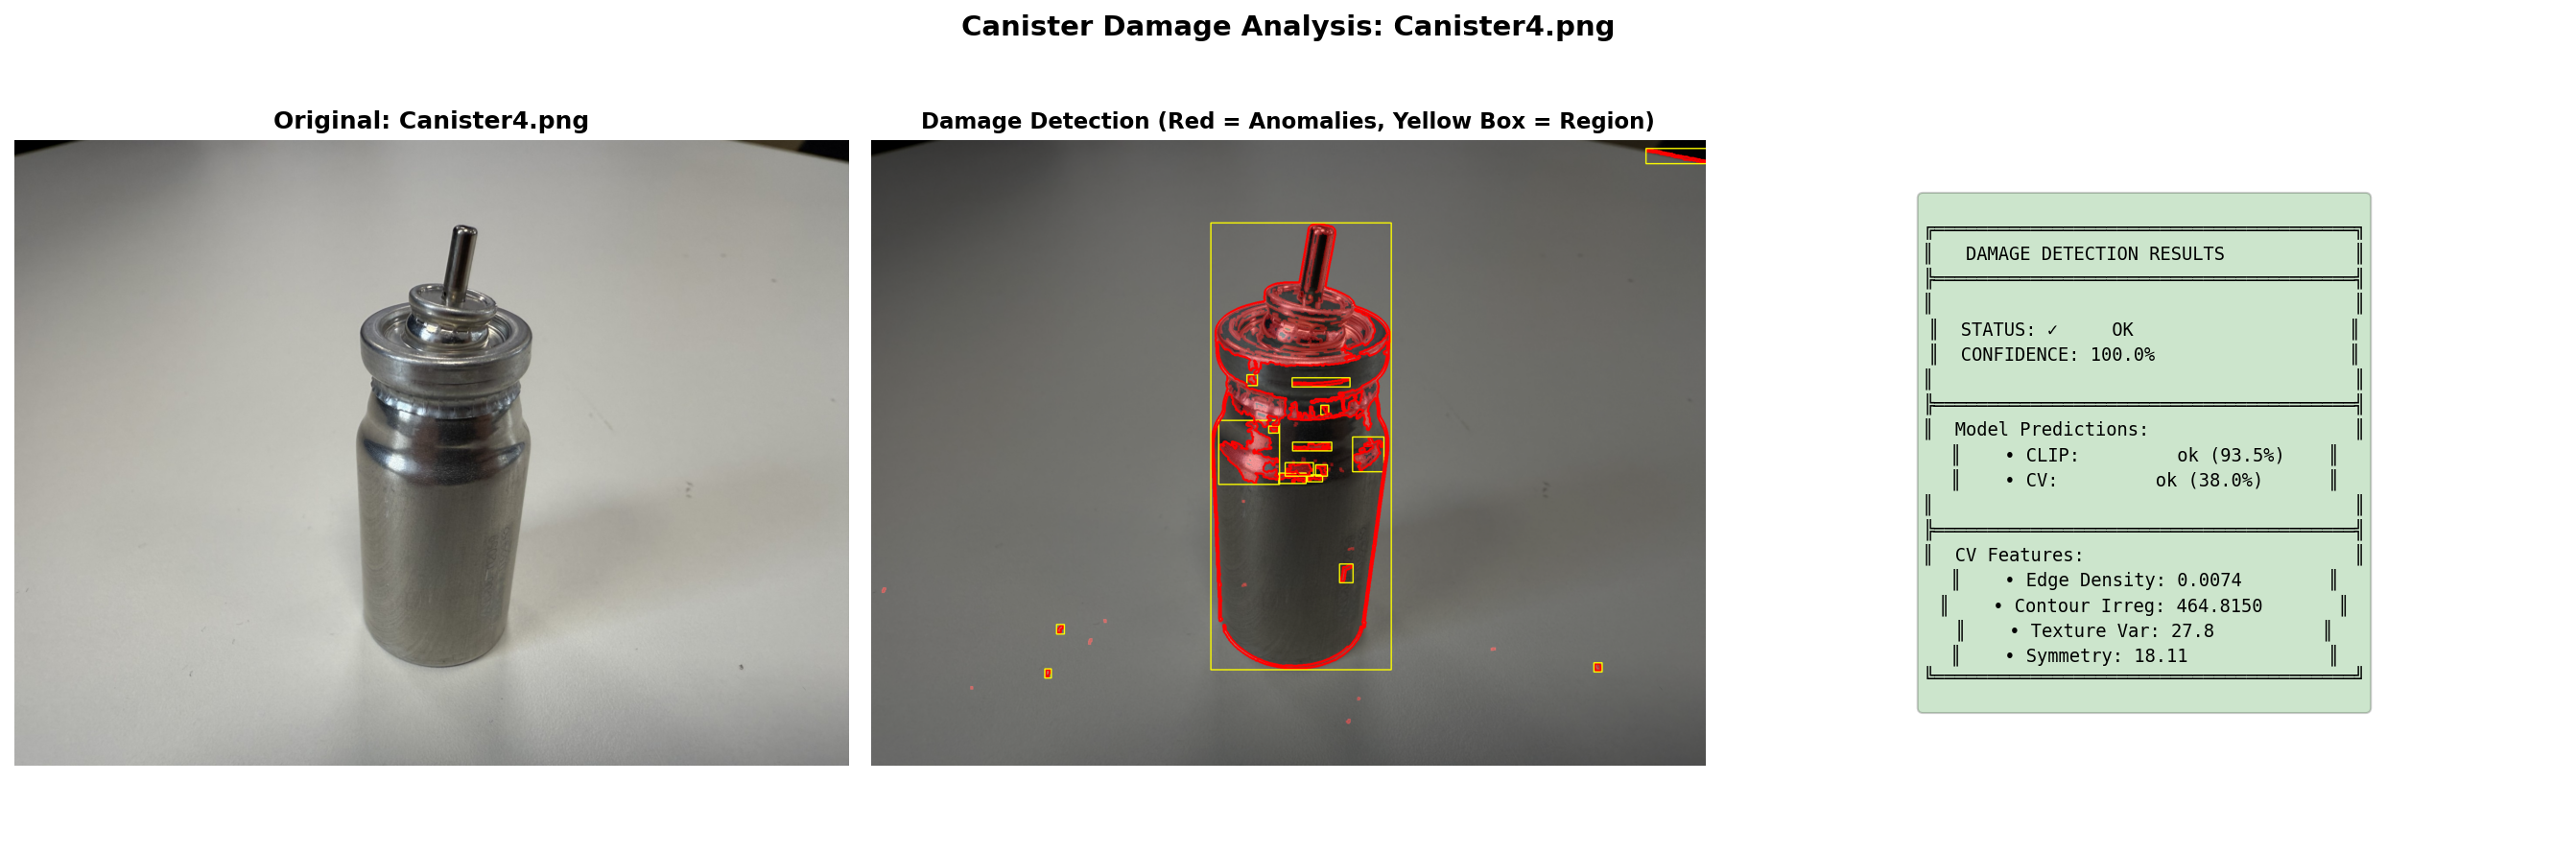 Canister Damage Analysis: Canister4.png
Original: Canister4.png
Damage Detection (Red = Anomalies, Yellow Box = Region)
DAMAGE DETECTION RESULTS
STATUS: ✓ OK
CONFIDENCE: 100.0%
Model Predictions:
• CLIP: ok (93.5%)
• CV: ok (38.0%)
CV Features:
• Edge Density: 0.0074
• Contour Irreg: 464.8150
• Texture Var: 27.8
• Symmetry: 18.11